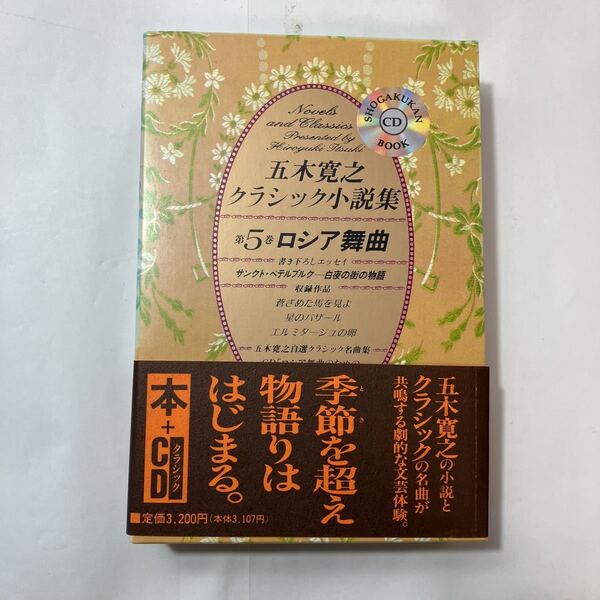 Novels
and Classics
Presented by
Hiroyuki Itsuki
SHOGAKUKAN
CD
BOOK
五木寛之
クラシック小説集
第5巻 ロシア舞曲
書き下ろしエッセイ
サンクト・ペテルブルク―白夜の街の物語
収録作品
蒼ざめた馬を見よ
星のバザール
エルミタージュの卵
五木寛之自選クラシック名曲集
五木寛之の小説と
クラシックの名曲が
共鳴する劇的な文芸体験。
季節を超え
とき
物語りは
はじまる。
本+CD
クラシック
■定価3,200円(本体3,107円)